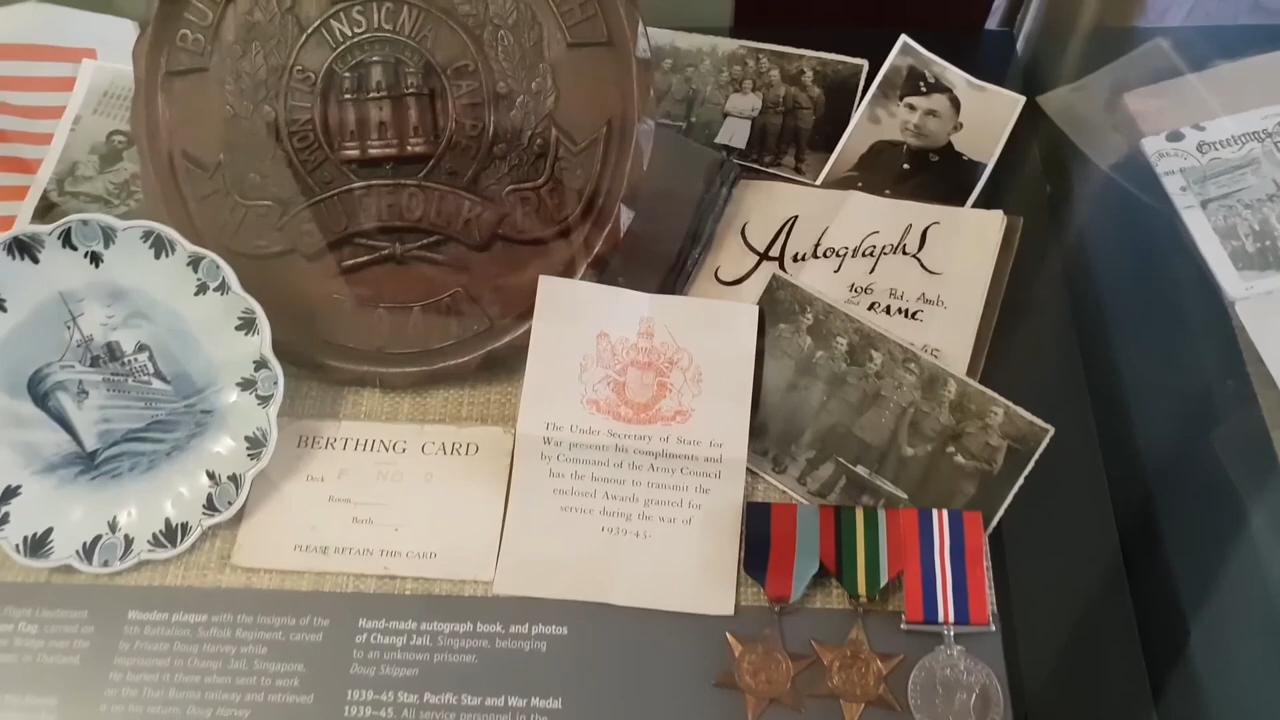 INSIGNIA
MONTIS
CALPE
THE SUFFOLK
Autographs
196 Fld. Amb.
RAMC.
Greetings
BERTHING CARD
Deck F NO O
Room
Berth
PLEASE RETAIN THIS CARD
The Under-Secretary of State for
War presents his compliments and
by Command of the Army Council
has the honour to transmit the
enclosed Awards granted for
service during the war of
1939-45.
Flight Lieutenant
flag, carried on
Bridge over the
in Thailand.
Wooden plaque with the insignia of the
5th Battalion, Suffolk Regiment, carved
by Private Doug Harvey while
imprisoned in Changi Jail, Singapore.
He buried it there when sent to work
on the Thai-Burma railway and retrieved
it on his return. Doug Harvey
Hand-made autograph book, and photos
of Changi Jail, Singapore, belonging
to an unknown prisoner.
Doug Skippen
1939-45 Star, Pacific Star and War Medal
1939-45. All service personnel in the